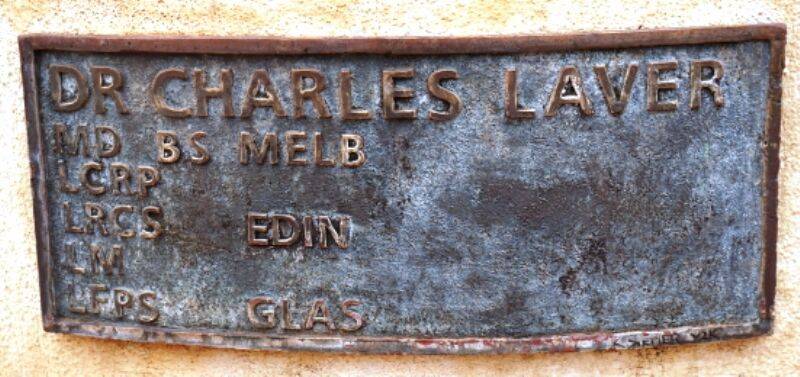 DR CHARLES LAVER
MD BS MELB
LCRP
LRCS EDIN
LM
LFPS GLAS